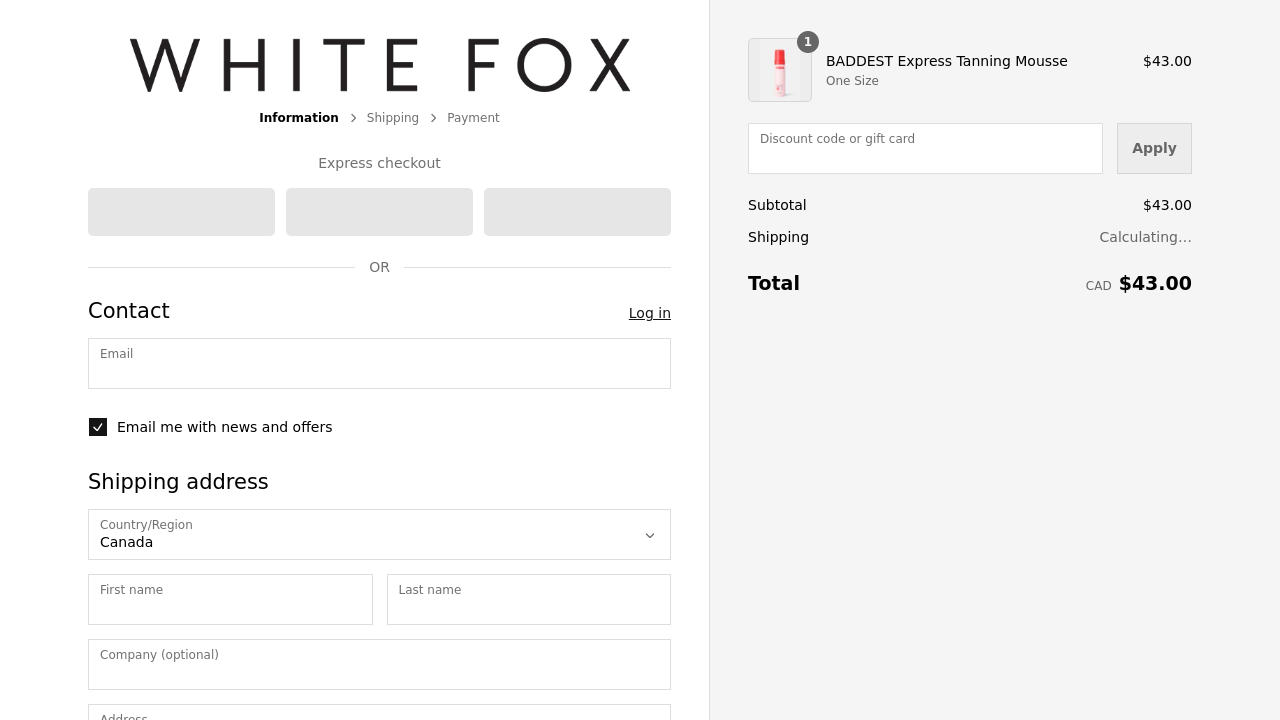 WHITE FOX
Information > Shipping > Payment
Express checkout
OR
Contact
Log in
Email
Email me with news and offers
Shipping address
Country/Region
Canada
First name
Last name
Company (optional)
Address
1
BADDEST Express Tanning Mousse
$43.00
One Size
Discount code or gift card
Apply
Subtotal
$43.00
Shipping
Calculating...
Total
CAD $43.00